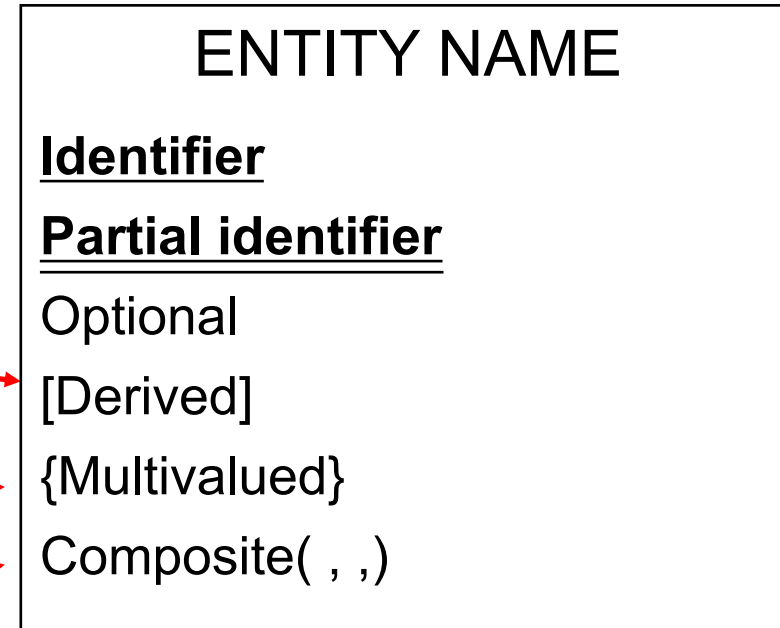 ENTITY NAME
Identifier
Partial identifier
Optional
[Derived]
{Multivalued}
Composite( , ,)